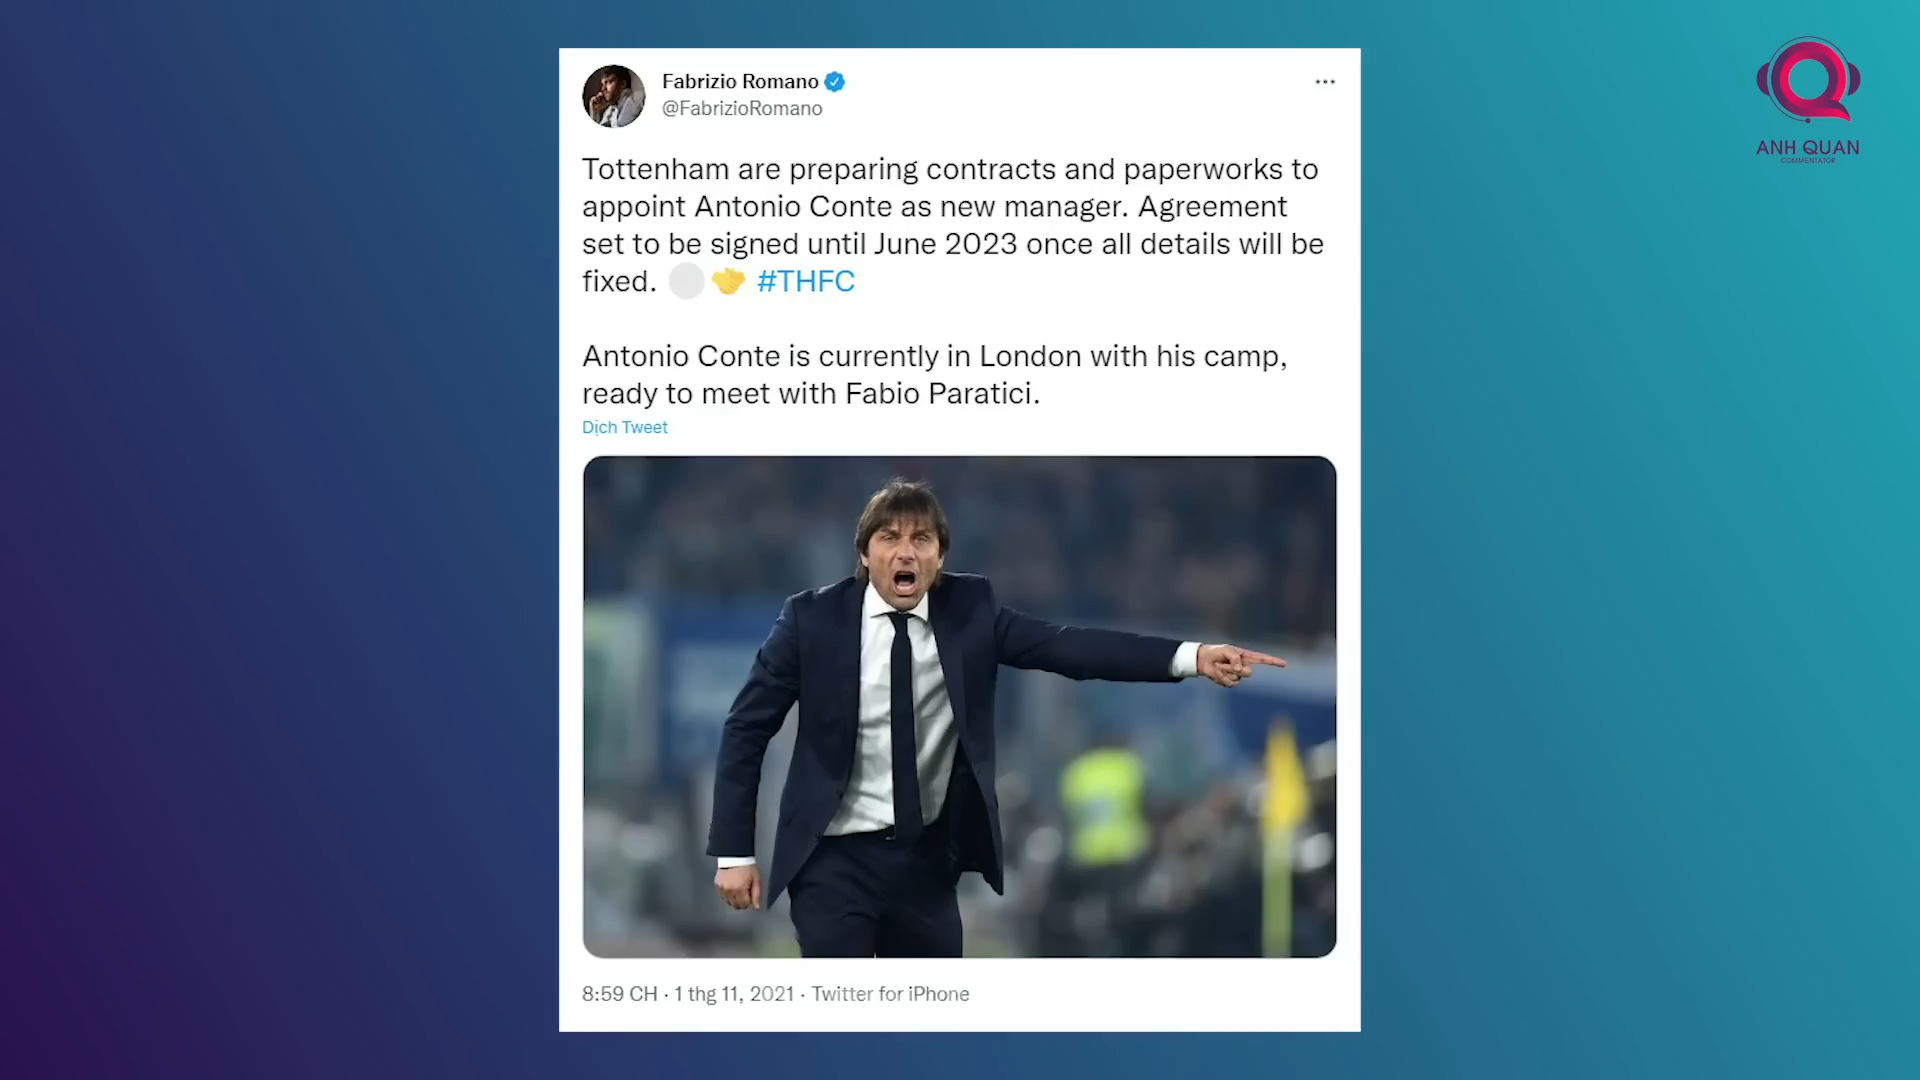 Fabrizio Romano
@FabrizioRomano
Tottenham are preparing contracts and paperworks to
appoint Antonio Conte as new manager. Agreement
set to be signed until June 2023 once all details will be
fixed. ⚪🤝 #THFC
Antonio Conte is currently in London with his camp,
ready to meet with Fabio Paratici.
Dịch Tweet
8:59 CH · 1 thg 11, 2021 · Twitter for iPhone
ANH QUAN
COMMENTATOR